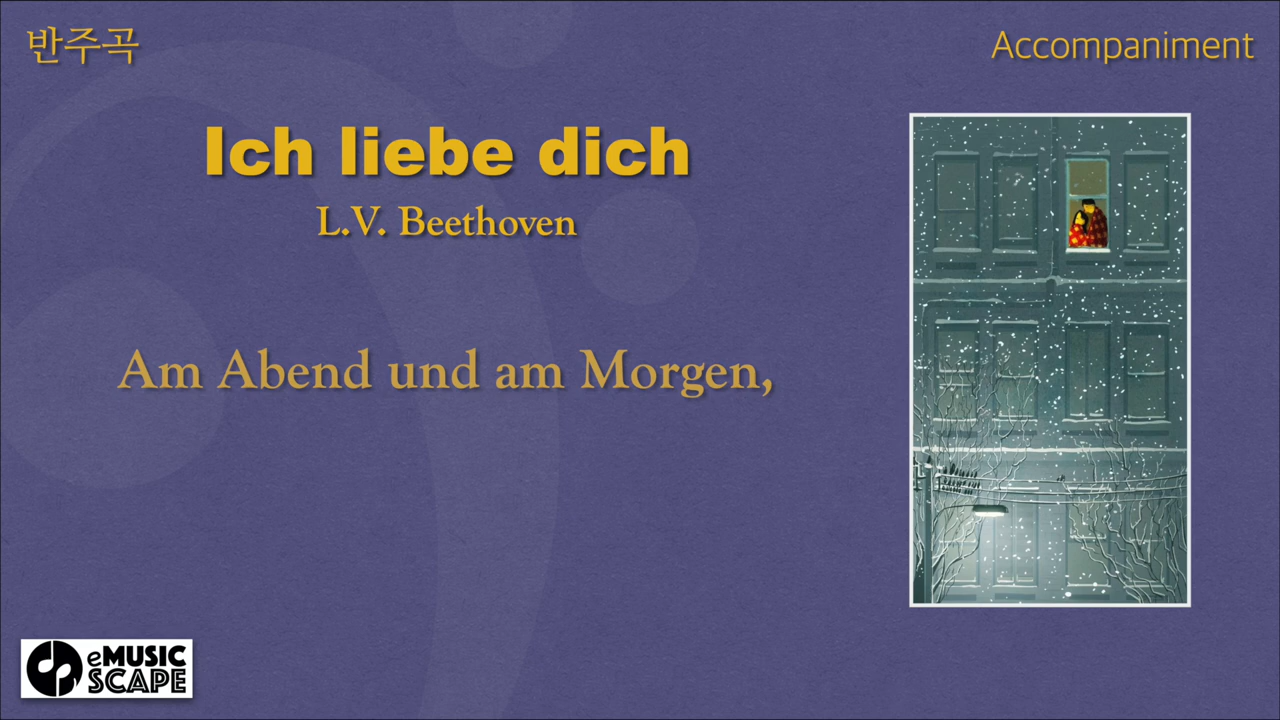 반주곡
Accompaniment
Ich liebe dich
L.V. Beethoven
Am Abend und am Morgen,
eMUSIC
SCAPE